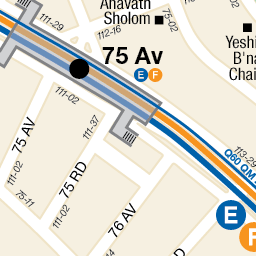 Anavath
Sholom
75-02
112-16
111-29
75 Av
E F
Yeshi
B'na
Chai
111-02
111-37
75 AV
75 RD
113-29
Q60 QM
75-11
111-02
111-02
76 AV
E
F